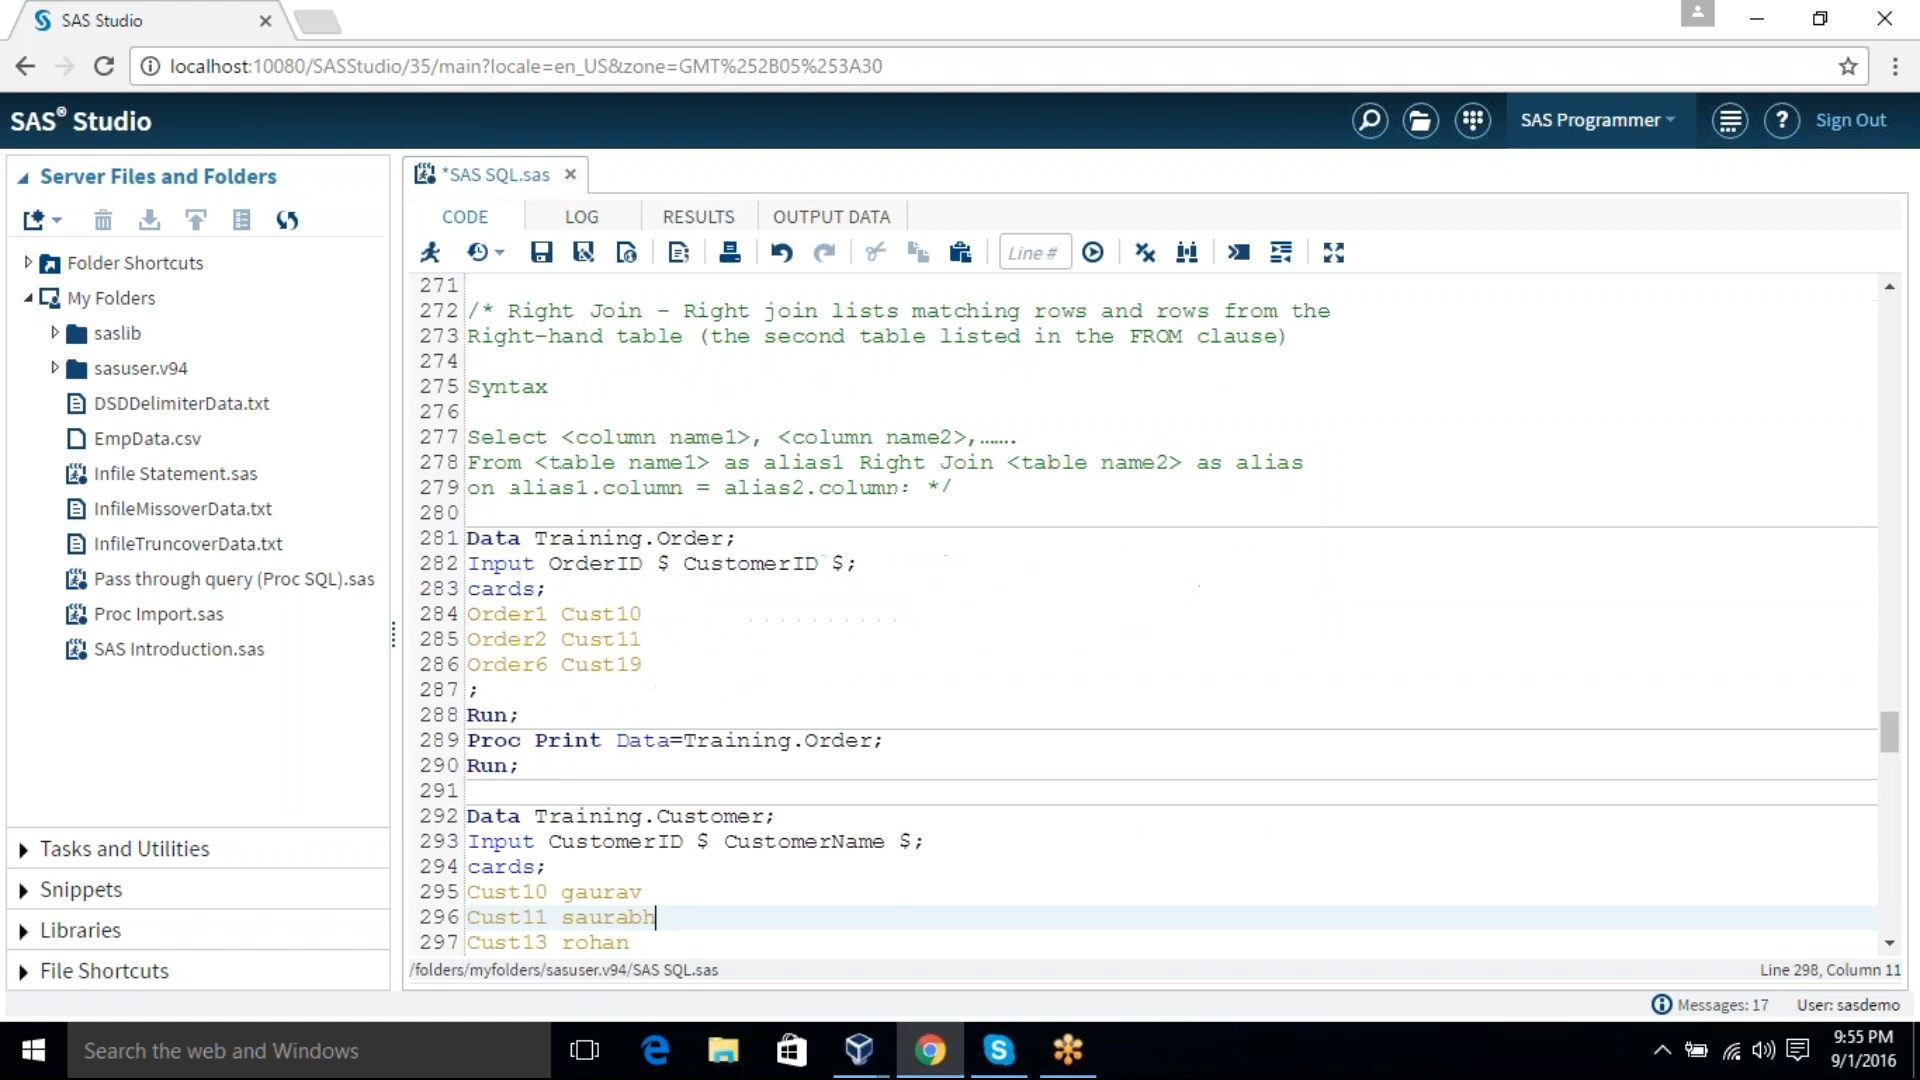 SAS Studio
localhost:10080/SASStudio/35/main?locale=en_US&zone=GMT%252B05%253A30
SAS® Studio
SAS Programmer
?
Sign Out
Server Files and Folders
*SAS SQL.sas
CODE
LOG
RESULTS
OUTPUT DATA
Line #
Folder Shortcuts
My Folders
saslib
sasuser.v94
DSDDelimiterData.txt
EmpData.csv
Infile Statement.sas
InfileMissoverData.txt
InfileTruncoverData.txt
Pass through query (Proc SQL).sas
Proc Import.sas
SAS Introduction.sas
Tasks and Utilities
Snippets
Libraries
File Shortcuts
271
272 /* Right Join - Right join lists matching rows and rows from the
273 Right-hand table (the second table listed in the FROM clause)
274
275 Syntax
276
277 Select <column name1>, <column name2>,……
278 From <table name1> as alias1 Right Join <table name2> as alias
279 on alias1.column = alias2.column; */
280
281 Data Training.Order;
282 Input OrderID $ CustomerID $;
283 cards;
284 Order1 Cust10
285 Order2 Cust11
286 Order6 Cust19
287 ;
288 Run;
289 Proc Print Data=Training.Order;
290 Run;
291
292 Data Training.Customer;
293 Input CustomerID $ CustomerName $;
294 cards;
295 Cust10 gaurav
296 Cust11 saurabh
297 Cust13 rohan
/folders/myfolders/sasuser.v94/SAS SQL.sas
Line 298, Column 11
Messages: 17
User: sasdemo
Search the web and Windows
9:55 PM
9/1/2016